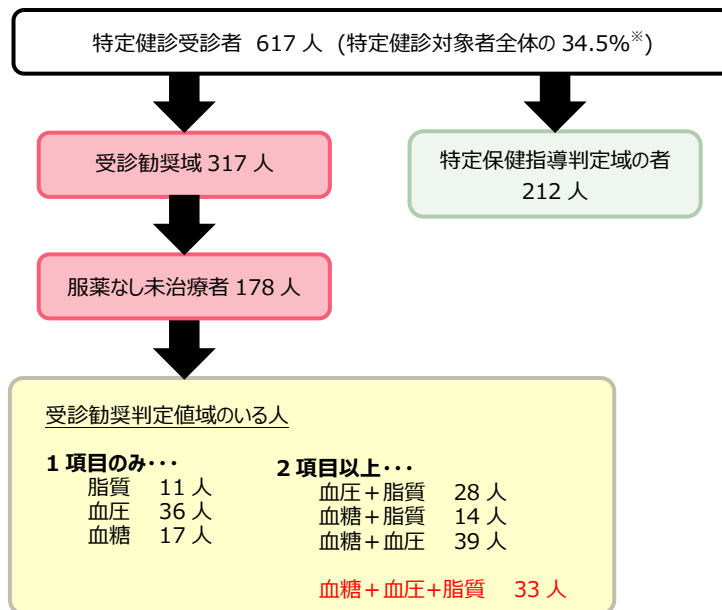 特定健診受診者 617 人 (特定健診対象者全体の 34.5%※)
受診勧奨域 317 人
特定保健指導判定域の者
212 人
服薬なし未治療者 178 人
受診勧奨判定値域のいる人
1 項目のみ･･･
脂質 11 人
血圧 36 人
血糖 17 人
2 項目以上･･･
血圧＋脂質 28 人
血糖＋脂質 14 人
血糖＋血圧 39 人
血糖＋血圧＋脂質 33 人